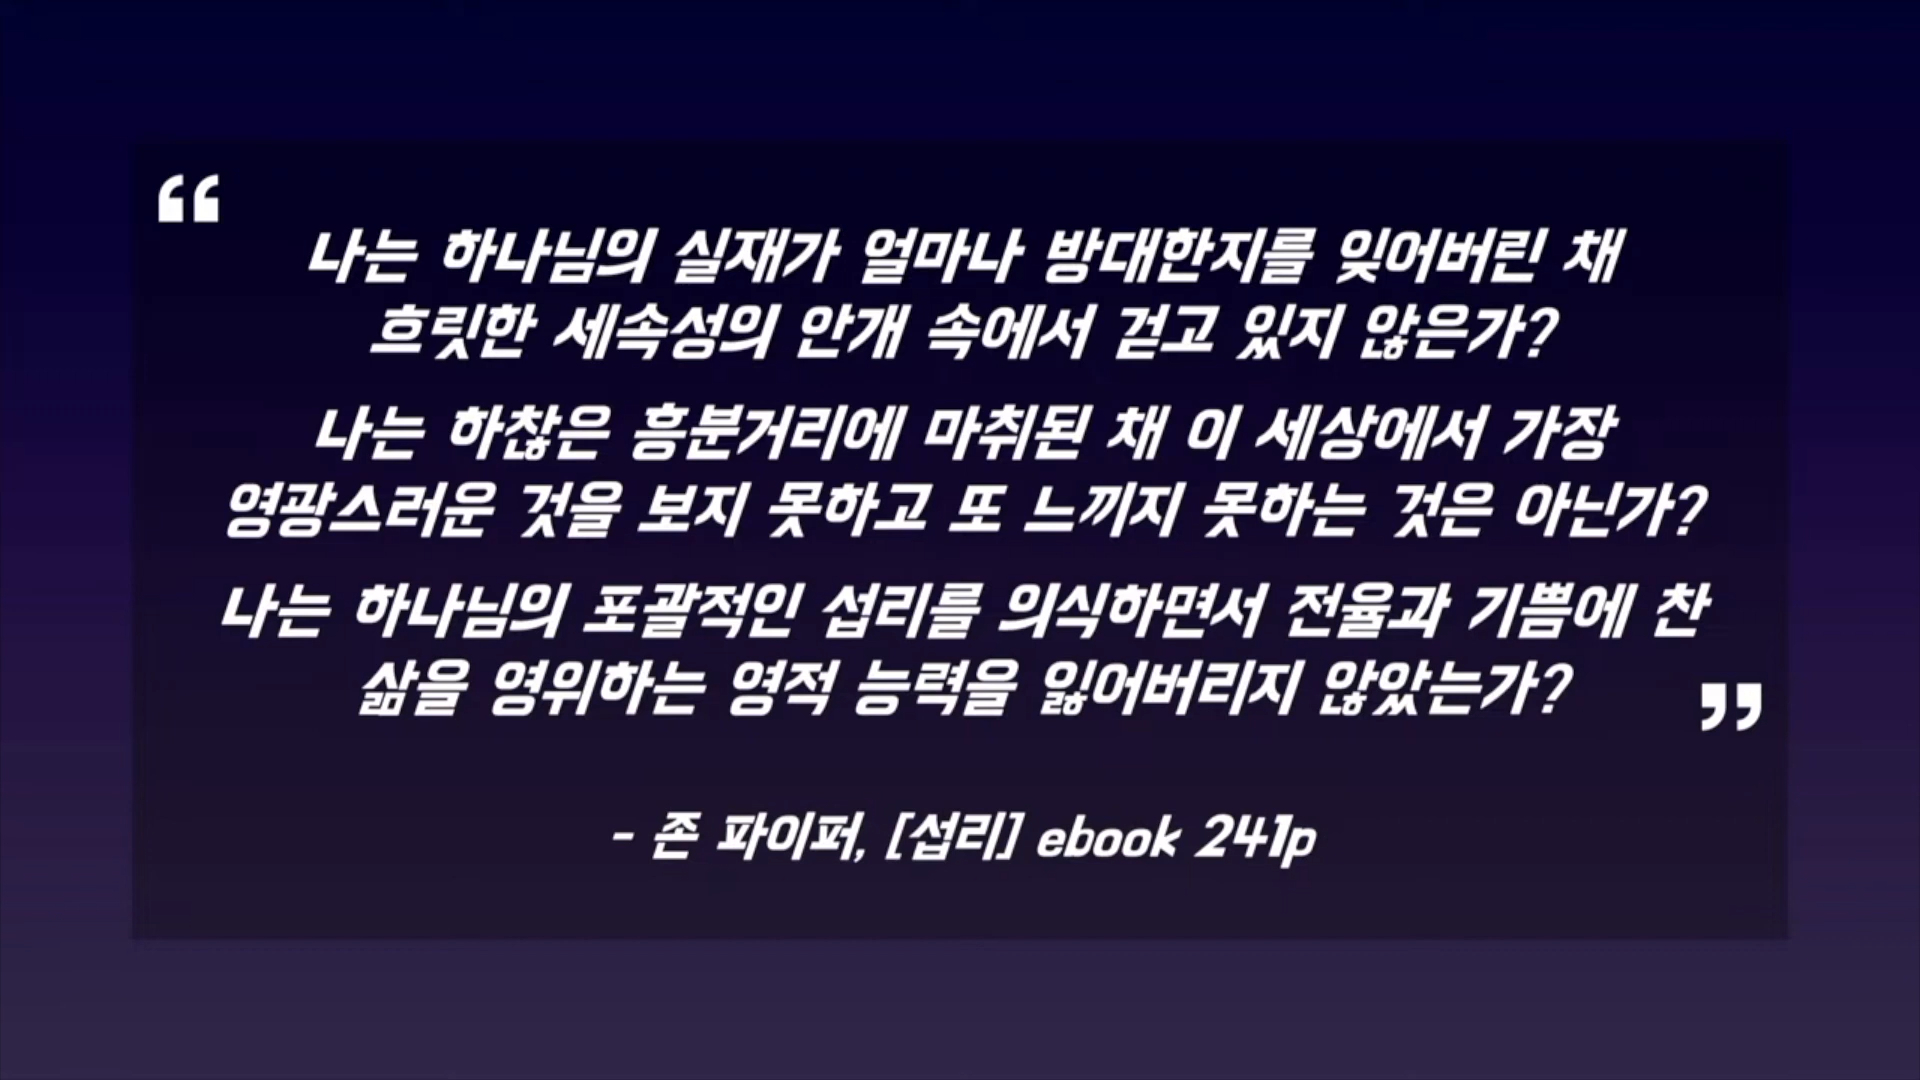 “
나는 하나님의 실재가 얼마나 방대한지를 잊어버린 채
흐릿한 세속성의 안개 속에서 걷고 있지 않은가?
나는 하찮은 흥분거리에 마취된 채 이 세상에서 가장
영광스러운 것을 보지 못하고 또 느끼지 못하는 것은 아닌가?
나는 하나님의 포괄적인 섭리를 의식하면서 전율과 기쁨에 찬
삶을 영위하는 영적 능력을 잃어버리지 않았는가?
”
- 존 파이퍼, [섭리] ebook 241p